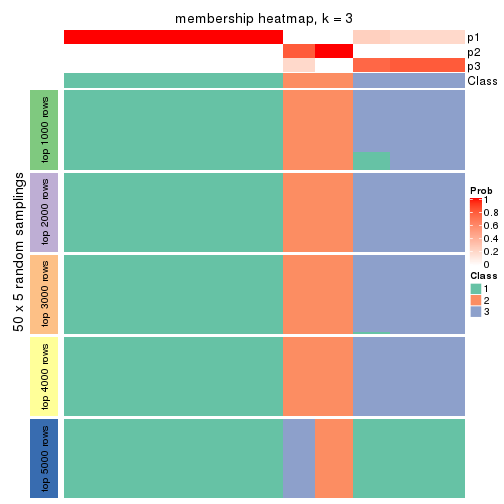 membership heatmap, k = 3
p1
p2
p3
Class
50 x 5 random samplings
top 1000 rows
top 2000 rows
top 3000 rows
top 4000 rows
top 5000 rows
Prob
1
0.8
0.6
0.4
0.2
0
Class
1
2
3